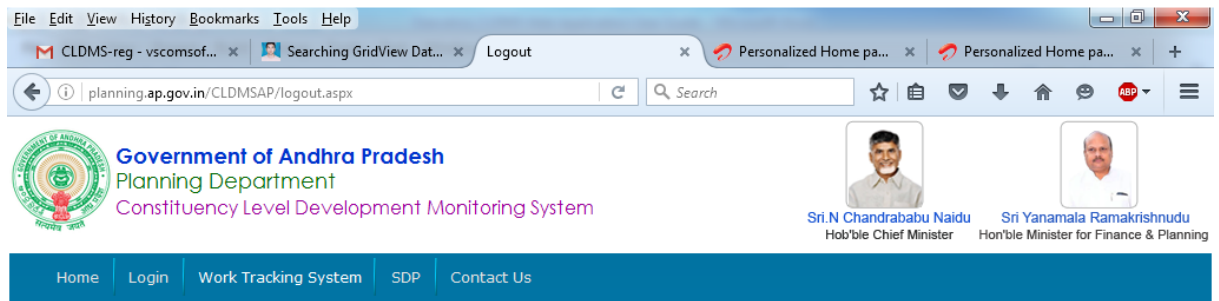 File Edit View History Bookmarks Tools Help
CLDMS-reg - vscomsof... × Searching GridView Dat... × Logout × Personalized Home pa... × Personalized Home pa... × +
planning.ap.gov.in/CLDMSAP/logout.aspx Search ABP
Government of Andhra Pradesh
Planning Department
Constituency Level Development Monitoring System
Sri.N Chandrababu Naidu Sri Yanamala Ramakrishnudu
Hob'ble Chief Minister Hon'ble Minister for Finance & Planning
Home Login Work Tracking System SDP Contact Us